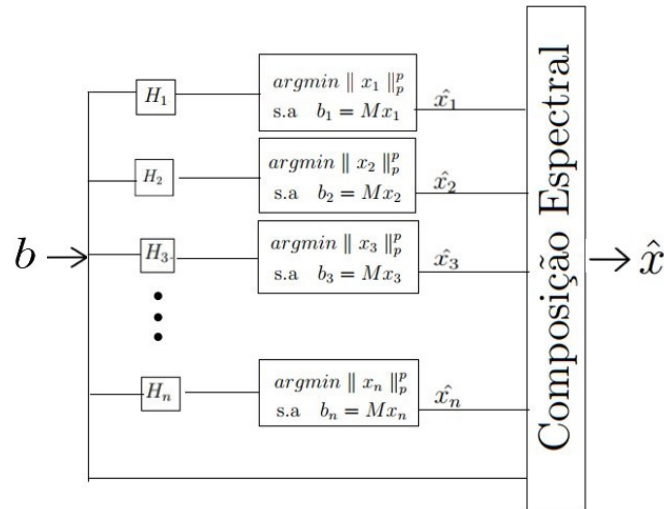 b
H₁
argmin ‖ x₁ ‖ₚᵖ
s.a b₁ = Mx₁
x̂₁
H₂
argmin ‖ x₂ ‖ₚᵖ
s.a b₂ = Mx₂
x̂₂
H₃
argmin ‖ x₃ ‖ₚᵖ
s.a b₃ = Mx₃
x̂₃
Hₙ
argmin ‖ xₙ ‖ₚᵖ
s.a bₙ = Mxₙ
x̂ₙ
Composição Espectral
x̂